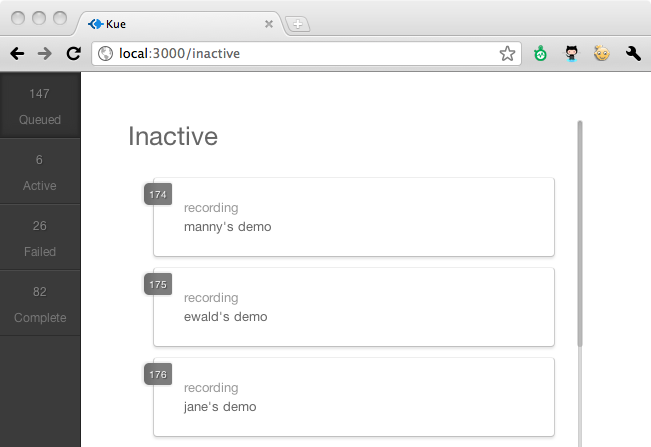 Kue
local:3000/inactive
147
Queued
6
Active
26
Failed
82
Complete
Inactive
174
recording
manny's demo
175
recording
ewald's demo
176
recording
jane's demo